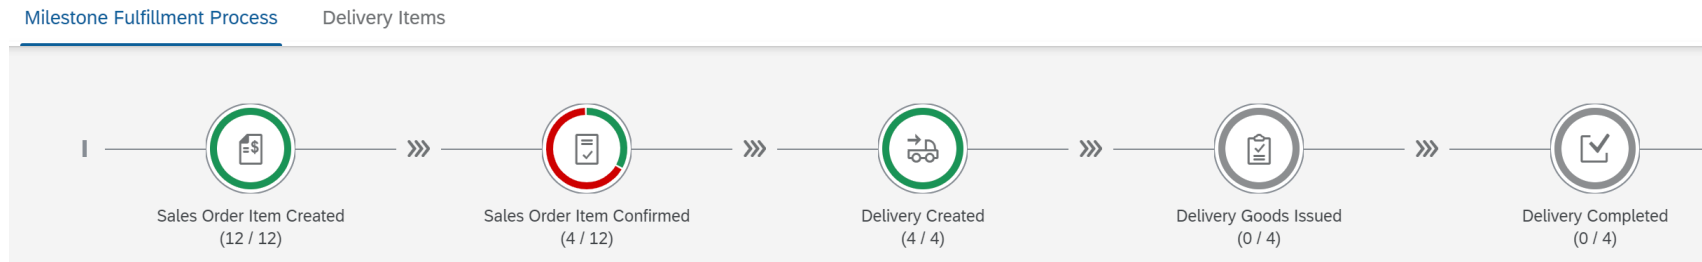 Milestone Fulfillment Process
Delivery Items
Sales Order Item Created
(12 / 12)
Sales Order Item Confirmed
(4 / 12)
Delivery Created
(4 / 4)
Delivery Goods Issued
(0 / 4)
Delivery Completed
(0 / 4)